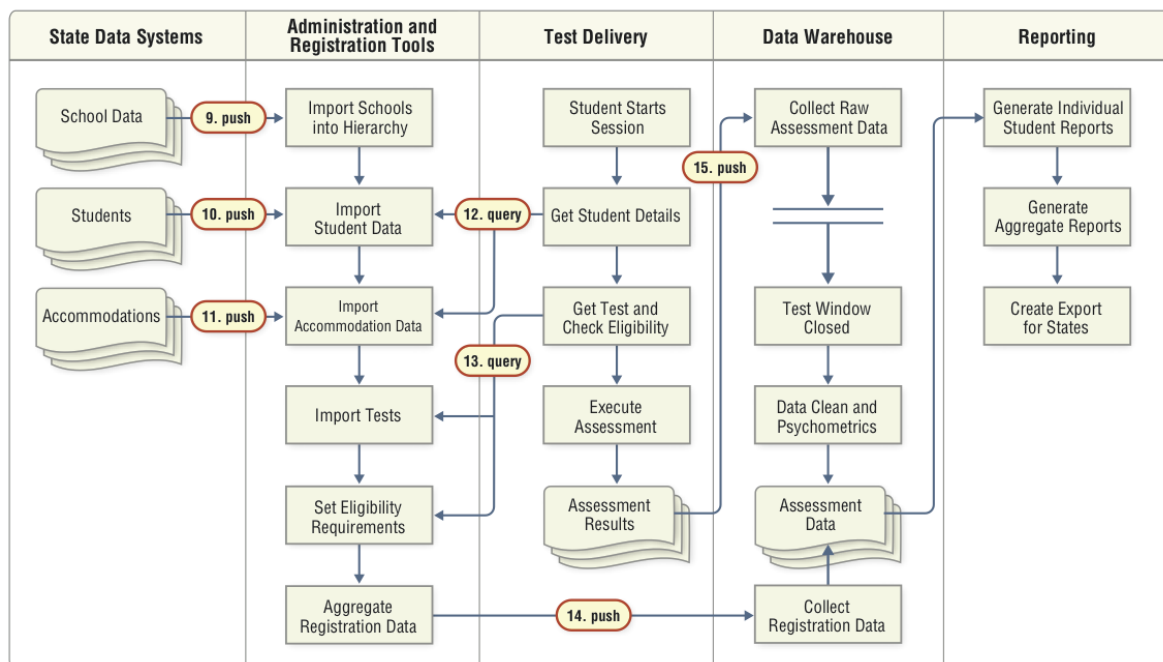 State Data Systems
Administration and
Registration Tools
Test Delivery
Data Warehouse
Reporting
School Data
9. push
Import Schools
into Hierarchy
Student Starts
Session
15. push
Collect Raw
Assessment Data
Generate Individual
Student Reports
Students
10. push
Import
Student Data
12. query
Get Student Details
Generate
Aggregate Reports
Accommodations
11. push
Import
Accommodation Data
13. query
Get Test and
Check Eligibility
Test Window
Closed
Create Export
for States
Import Tests
Execute
Assessment
Data Clean and
Psychometrics
Set Eligibility
Requirements
Assessment
Results
Assessment
Data
Aggregate
Registration Data
14. push
Collect
Registration Data